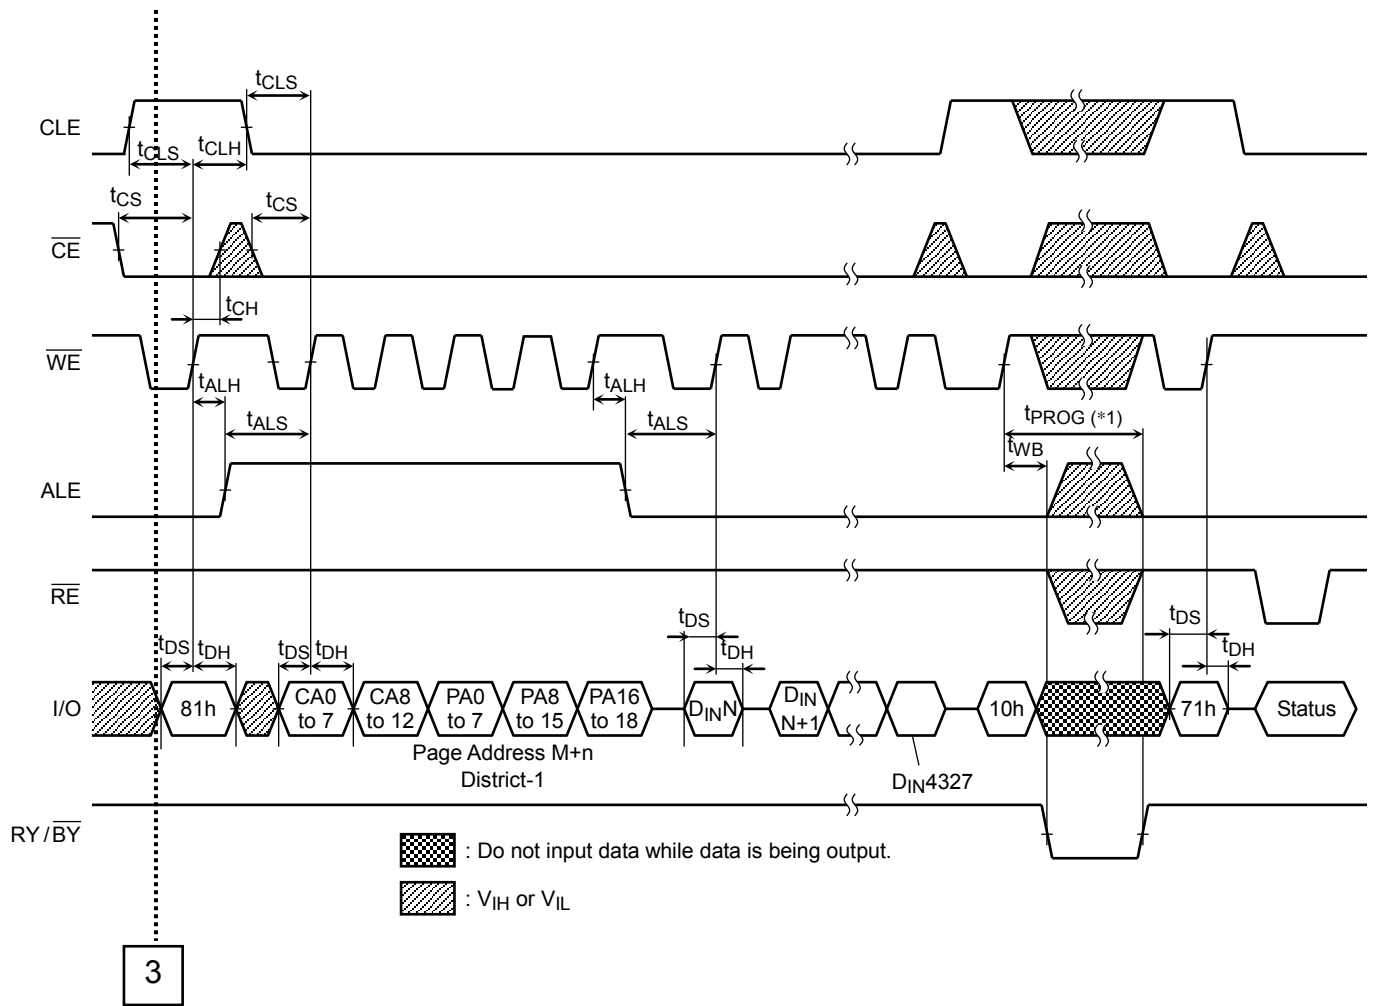 tCLS
CLE
tCLS tCLH
tCS tCS
CE
tCH
WE
tALH tALH
tALS tALS tPROG (*1)
tWB
ALE
RE
tDS tDH tDS tDH tDS tDH tDS tDH
I/O 81h CA0 to 7 CA8 to 12 PA0 to 7 PA8 to 15 PA16 to 18 DINN DIN N+1 10h 71h Status
Page Address M+n
District-1
DIN4327
RY/BY
: Do not input data while data is being output.
: VIH or VIL
3